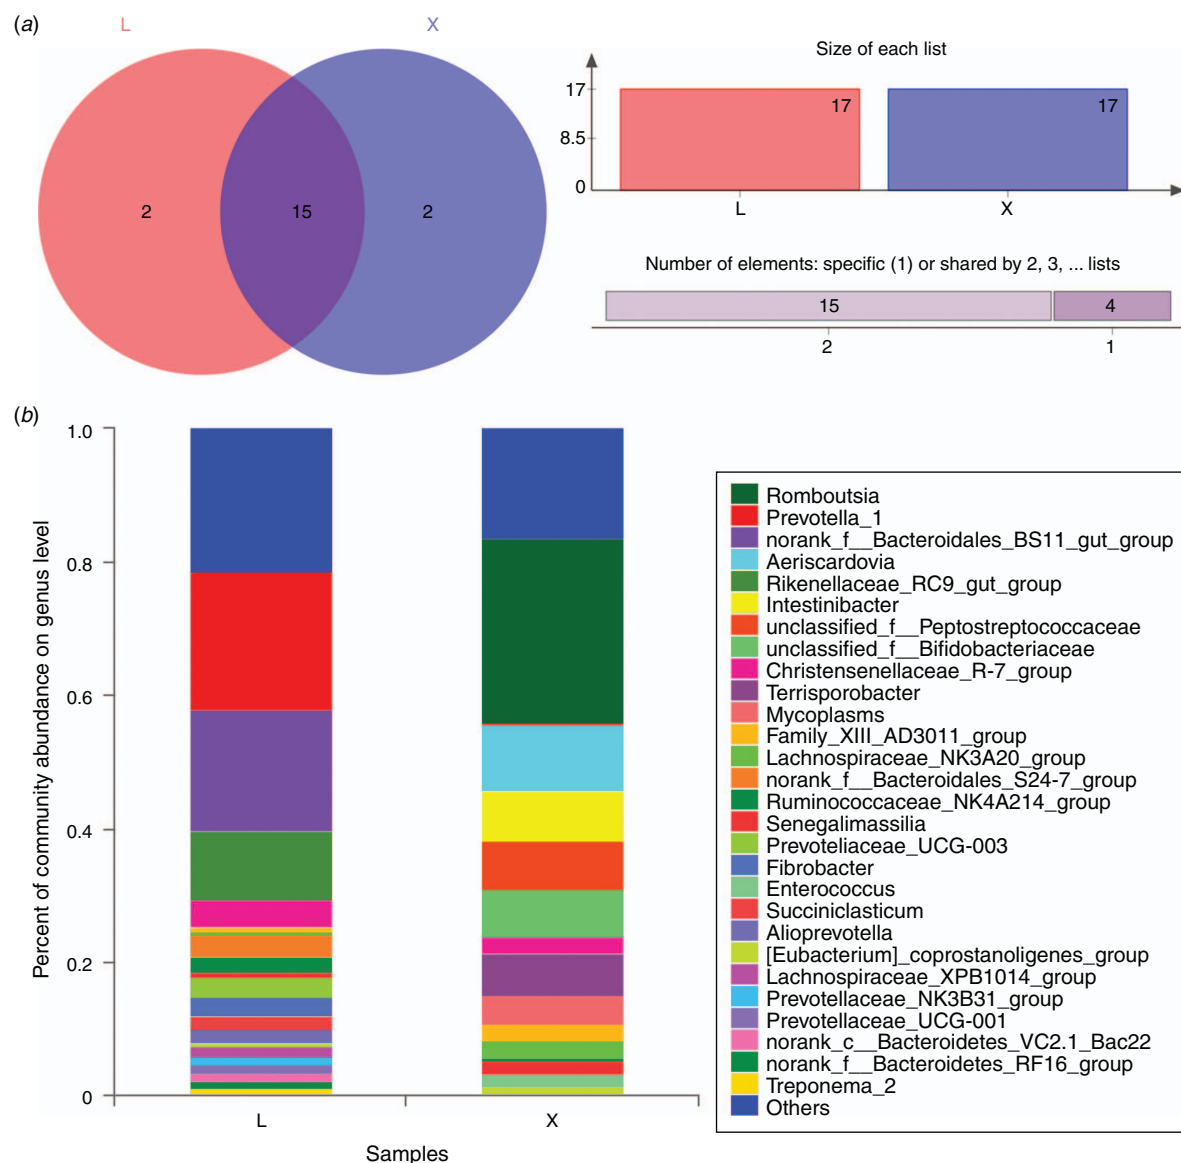 (a)
L
X
2
15
2
Size of each list
17
8.5
0
17
17
L
X
Number of elements: specific (1) or shared by 2, 3, ... lists
15
4
2
1
(b)
Percent of community abundance on genus level
1.0
0.8
0.6
0.4
0.2
0
L
X
Samples
Romboutsia
Prevotella_1
norank_f__Bacteroidales_BS11_gut_group
Aeriscardovia
Rikenellaceae_RC9_gut_group
Intestinibacter
unclassified_f__Peptostreptococcaceae
unclassified_f__Bifidobacteriaceae
Christensenellaceae_R-7_group
Terrisporobacter
Mycoplasms
Family_XIII_AD3011_group
Lachnospiraceae_NK3A20_group
norank_f__Bacteroidales_S24-7_group
Ruminococcaceae_NK4A214_group
Senegalimassilia
Prevoteliaceae_UCG-003
Fibrobacter
Enterococcus
Succiniclasticum
Alioprevotella
[Eubacterium]_coprostanoligenes_group
Lachnospiraceae_XPB1014_group
Prevotellaceae_NK3B31_group
Prevotellaceae_UCG-001
norank_c__Bacteroidetes_VC2.1_Bac22
norank_f__Bacteroidetes_RF16_group
Treponema_2
Others